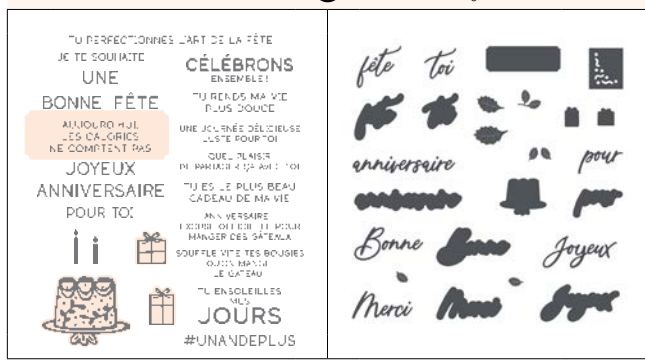 TU PERFECTIONNES L'ART DE LA FÊTE
JE TE SOUHAITE
UNE
BONNE FÊTE
AUJOURD'HUI
LES CALORIES
NE COMPTENT PAS
JOYEUX
ANNIVERSAIRE
POUR TOI
CÉLÉBRONS
ENSEMBLE!
TU RENDS MA VIE
PLUS DOUCE
UNE JOURNÉE DÉLICIEUSE
JUSTE POUR TOI
QUEL PLAISIR
DE PARTAGER ÇA AVEC TOI
TU ES LE PLUS BEAU
CADEAU DE MA VIE
ANNIVERSAIRE
EXCUSE OFFICIELLE POUR
MANGER DES GÂTEAUX
SOUFFLE VITE TES BOUGIES
QU'ON MANGE
LE GÂTEAU
TU ENSOLEILLES
MES
JOURS
#UNANDEPLUS
fête toi
anniversaire pour
Bonne Joyeux
Merci